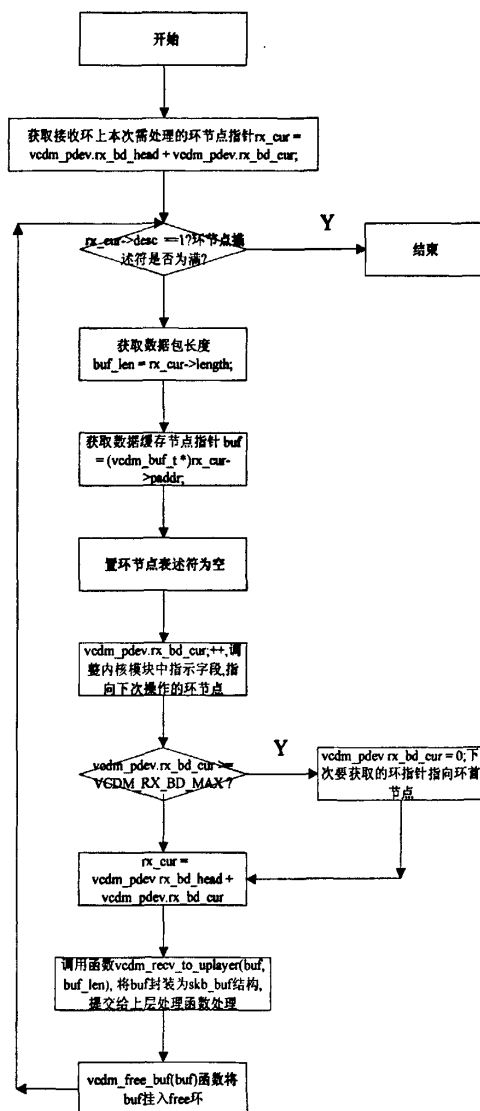 开始
获取接收环上本次需处理的环节点指针rx_cur =
vcdm_pdev.rx_bd_head + vcdm_pdev.rx_bd_cur;
rx_cur->desc ==1?环节点描
述符是否为满?
Y
结束
获取数据包长度
buf_len = rx_cur->length;
获取数据缓存节点指针 buf
= (vcdm_buf_t *)rx_cur-
>paddr;
置环节点表述符为空
vcdm_pdev.rx_bd_cur;++,调
整内核模块中指示字段,指
向下次操作的环节点
vcdm_pdev.rx_bd_cur >=
VCDM_RX_BD_MAX ?
Y
vcdm_pdev rx_bd_cur = 0;下
次要获取的环指针指向环首
节点
rx_cur =
vcdm_pdev rx_bd_head +
vcdm_pdev.rx_bd_cur
调用函数vcdm_recv_to_uplayer(buf,
buf_len), 将buf封装为skb_buf结构,
提交给上层处理函数处理
vcdm_free_buf(buf)函数将
buf挂入free环